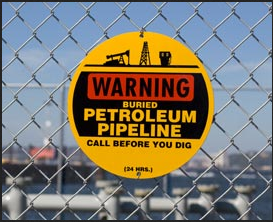 WARNING
BURIED
PETROLEUM
PIPELINE
CALL BEFORE YOU DIG
(24 HRS.)